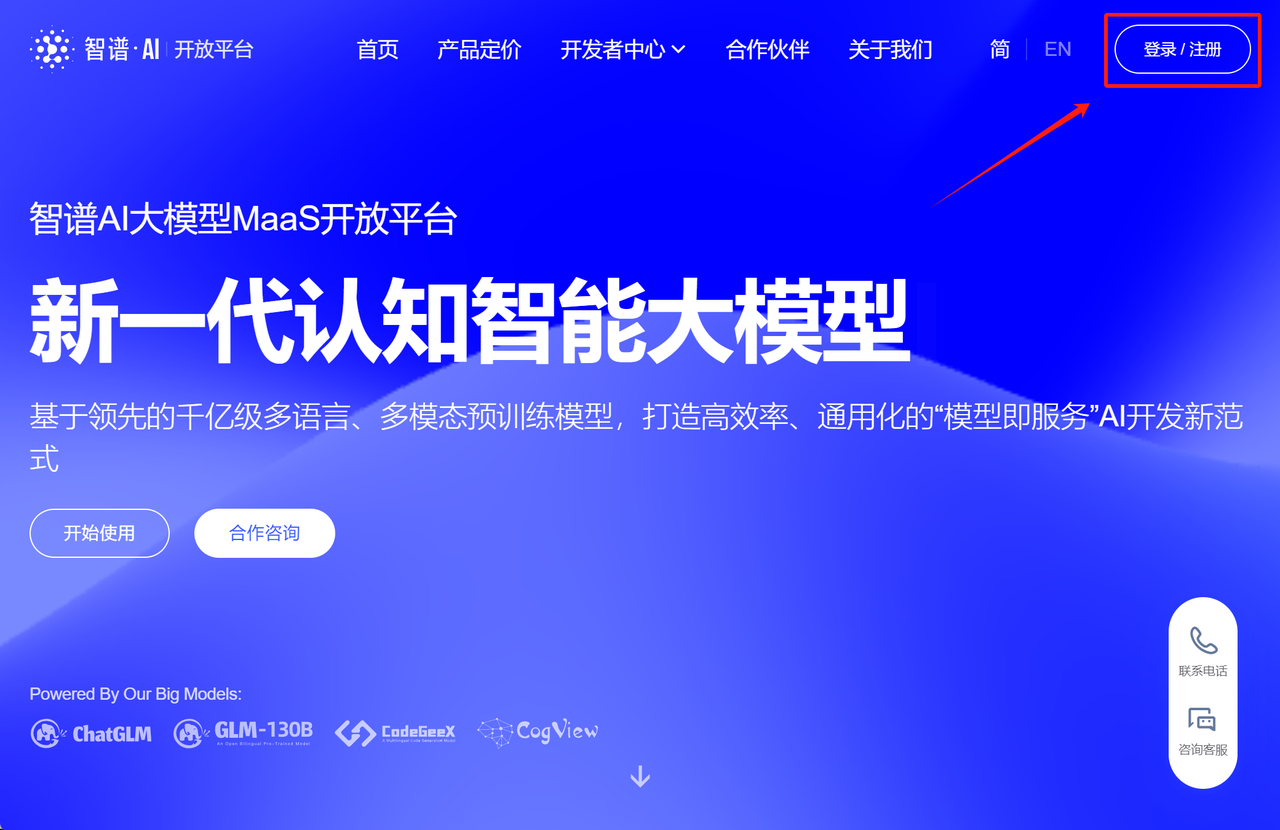 智谱·AI 开放平台
首页 产品定价 开发者中心 合作伙伴 关于我们 简 EN 登录 / 注册
智谱AI大模型MaaS开放平台
新一代认知智能大模型
基于领先的千亿级多语言、多模态预训练模型，打造高效率、通用化的“模型即服务”AI开发新范
式
开始使用 合作咨询
联系电话
咨询客服
Powered By Our Big Models:
ChatGLM GLM-130B CodeGeeX CogView
An Open Bilingual Pre-Trained Model
A Multilingual Code Generation Model